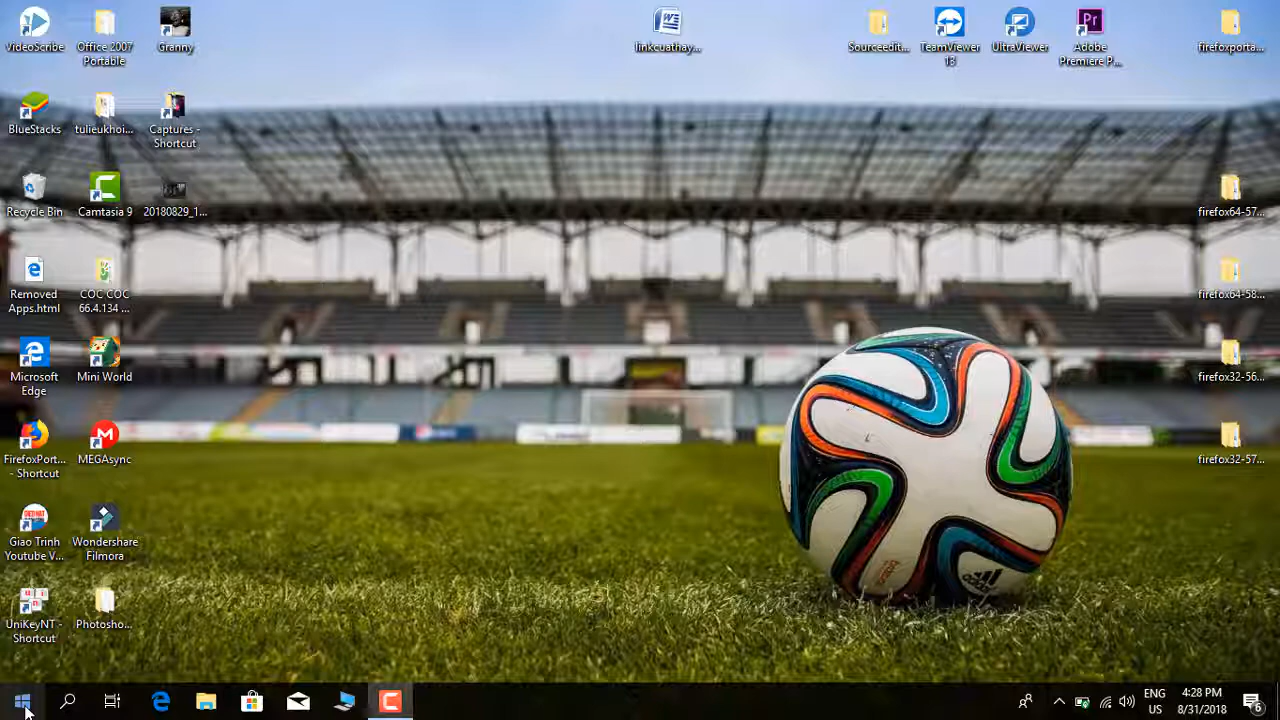 VideoScribe
Office 2007
Portable
Granny
linkcuathay...
Sourceedit...
TeamViewer
13
UltraViewer
Adobe
Premiere P...
firefoxporta...
BlueStacks
tulieukhoi...
Captures -
Shortcut
Recycle Bin
Camtasia 9
20180829_1...
firefox64-57...
Removed
Apps.html
COC COC
66.4.134 ...
firefox64-58...
Microsoft
Edge
Mini World
firefox32-56...
FirefoxPort...
- Shortcut
MEGAsync
firefox32-57...
Giao Trinh
Youtube V...
Wondershare
Filmora
UniKeyNT -
Shortcut
Photosho...
adidas
ENG
US
4:28 PM
8/31/2018
6